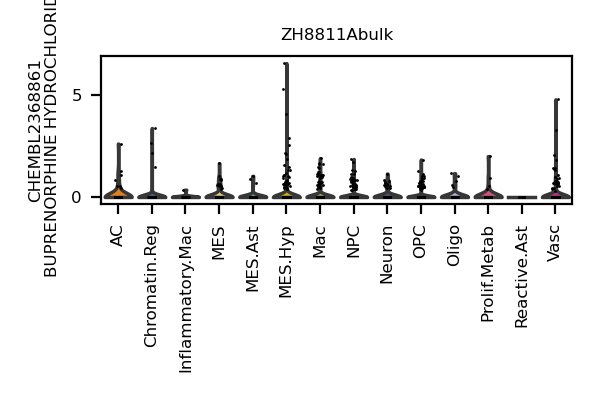 ZH8811Abulk
CHEMBL2368861
BUPRENORPHINE HYDROCHLORID
5
0
AC
Chromatin.Reg
Inflammatory.Mac
MES
MES.Ast
MES.Hyp
Mac
NPC
Neuron
OPC
Oligo
Prolif.Metab
Reactive.Ast
Vasc